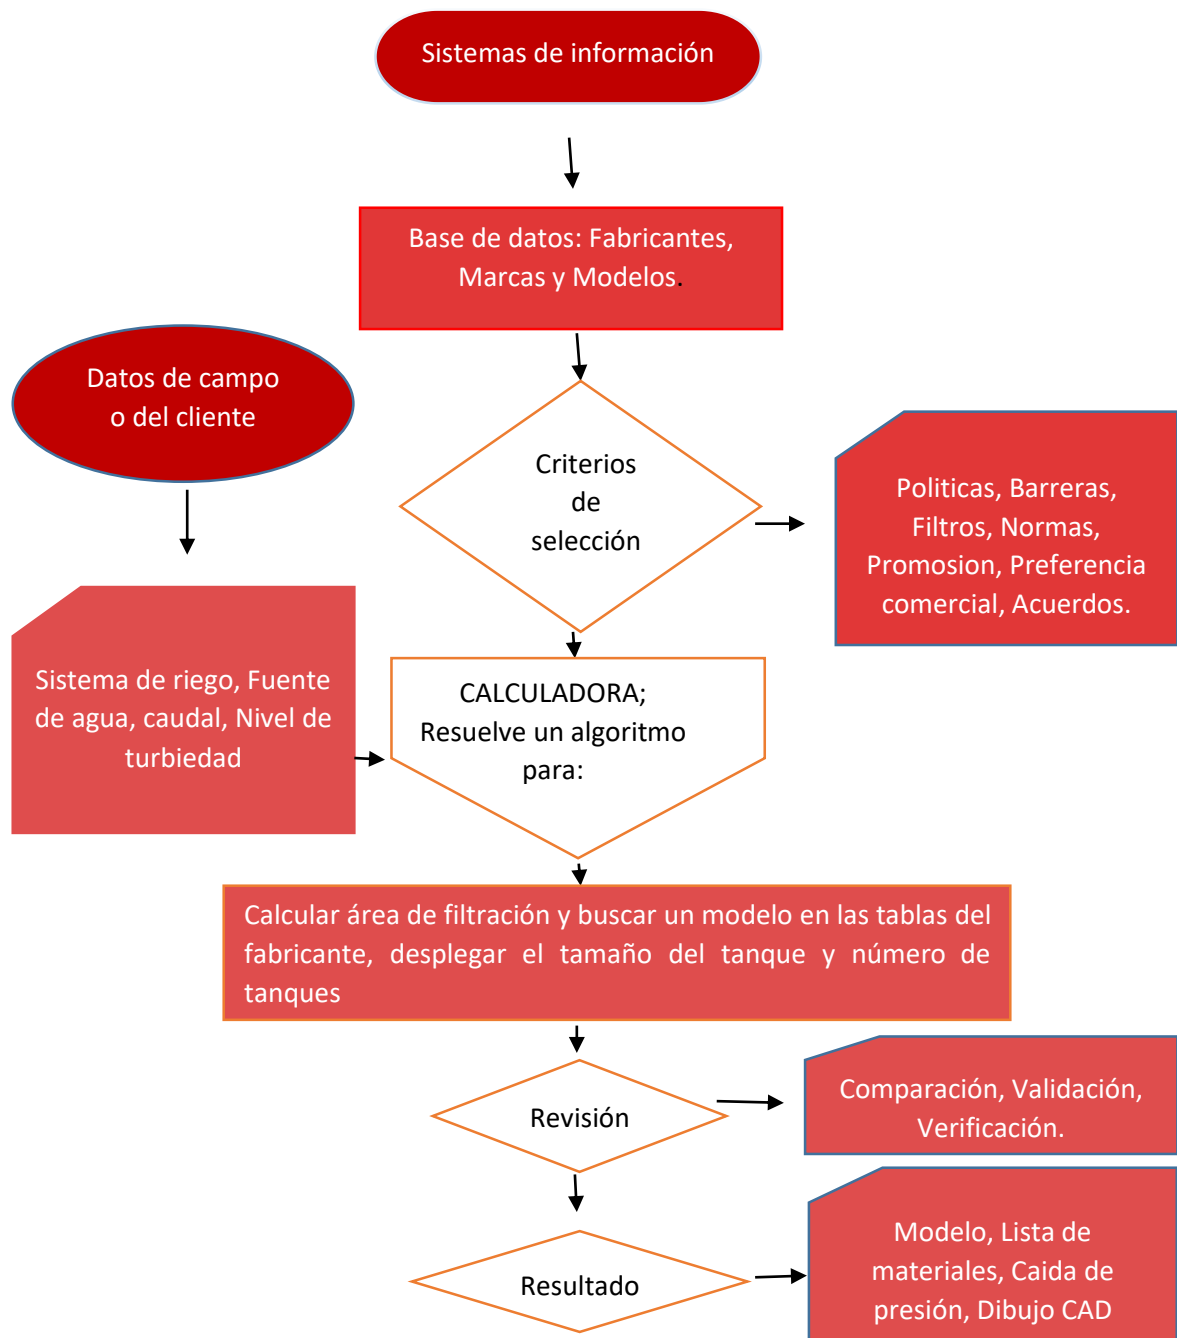 Sistemas de información
Base de datos: Fabricantes,
Marcas y Modelos.
Datos de campo
o del cliente
Criterios
de
selección
Politicas, Barreras,
Filtros, Normas,
Promosion, Preferencia
comercial, Acuerdos.
Sistema de riego, Fuente
de agua, caudal, Nivel de
turbiedad
CALCULADORA;
Resuelve un algoritmo
para:
Calcular área de filtración y buscar un modelo en las tablas del
fabricante, desplegar el tamaño del tanque y número de
tanques
Revisión
Comparación, Validación,
Verificación.
Resultado
Modelo, Lista de
materiales, Caida de
presión, Dibujo CAD